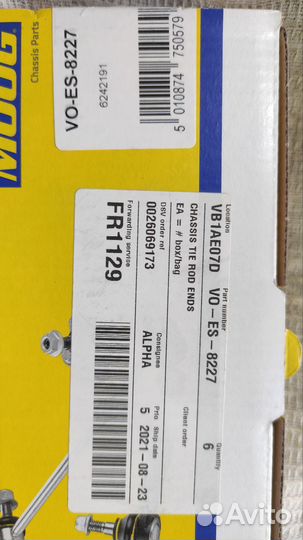 MOOG
Chassis Parts
VO-ES-8227
6242191
5 010874 750579
Location
VB1AE07D
Part number
VO-ES-8227
Quantity
6
CHASSIS TIE ROD ENDS
EA = # box/bag
Client order
DSV order ref
0026069173
Consignee
ALPHA
Prio
5
Ship date
2021-08-23
Forwarding service
FR1129
Avito